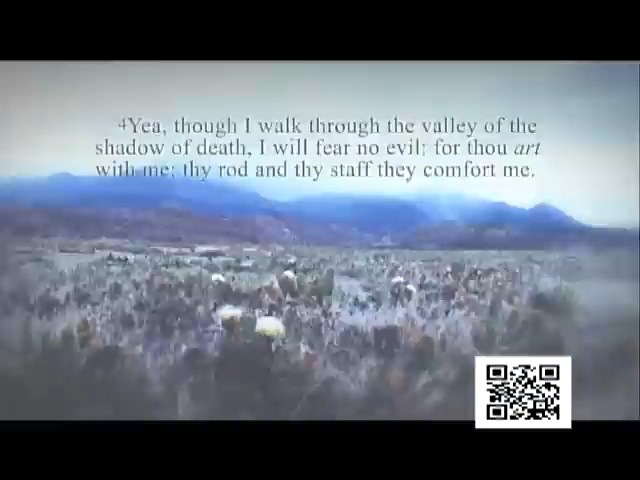 4Yea, though I walk through the valley of the
shadow of death, I will fear no evil; for thou art
with me; thy rod and thy staff they comfort me.